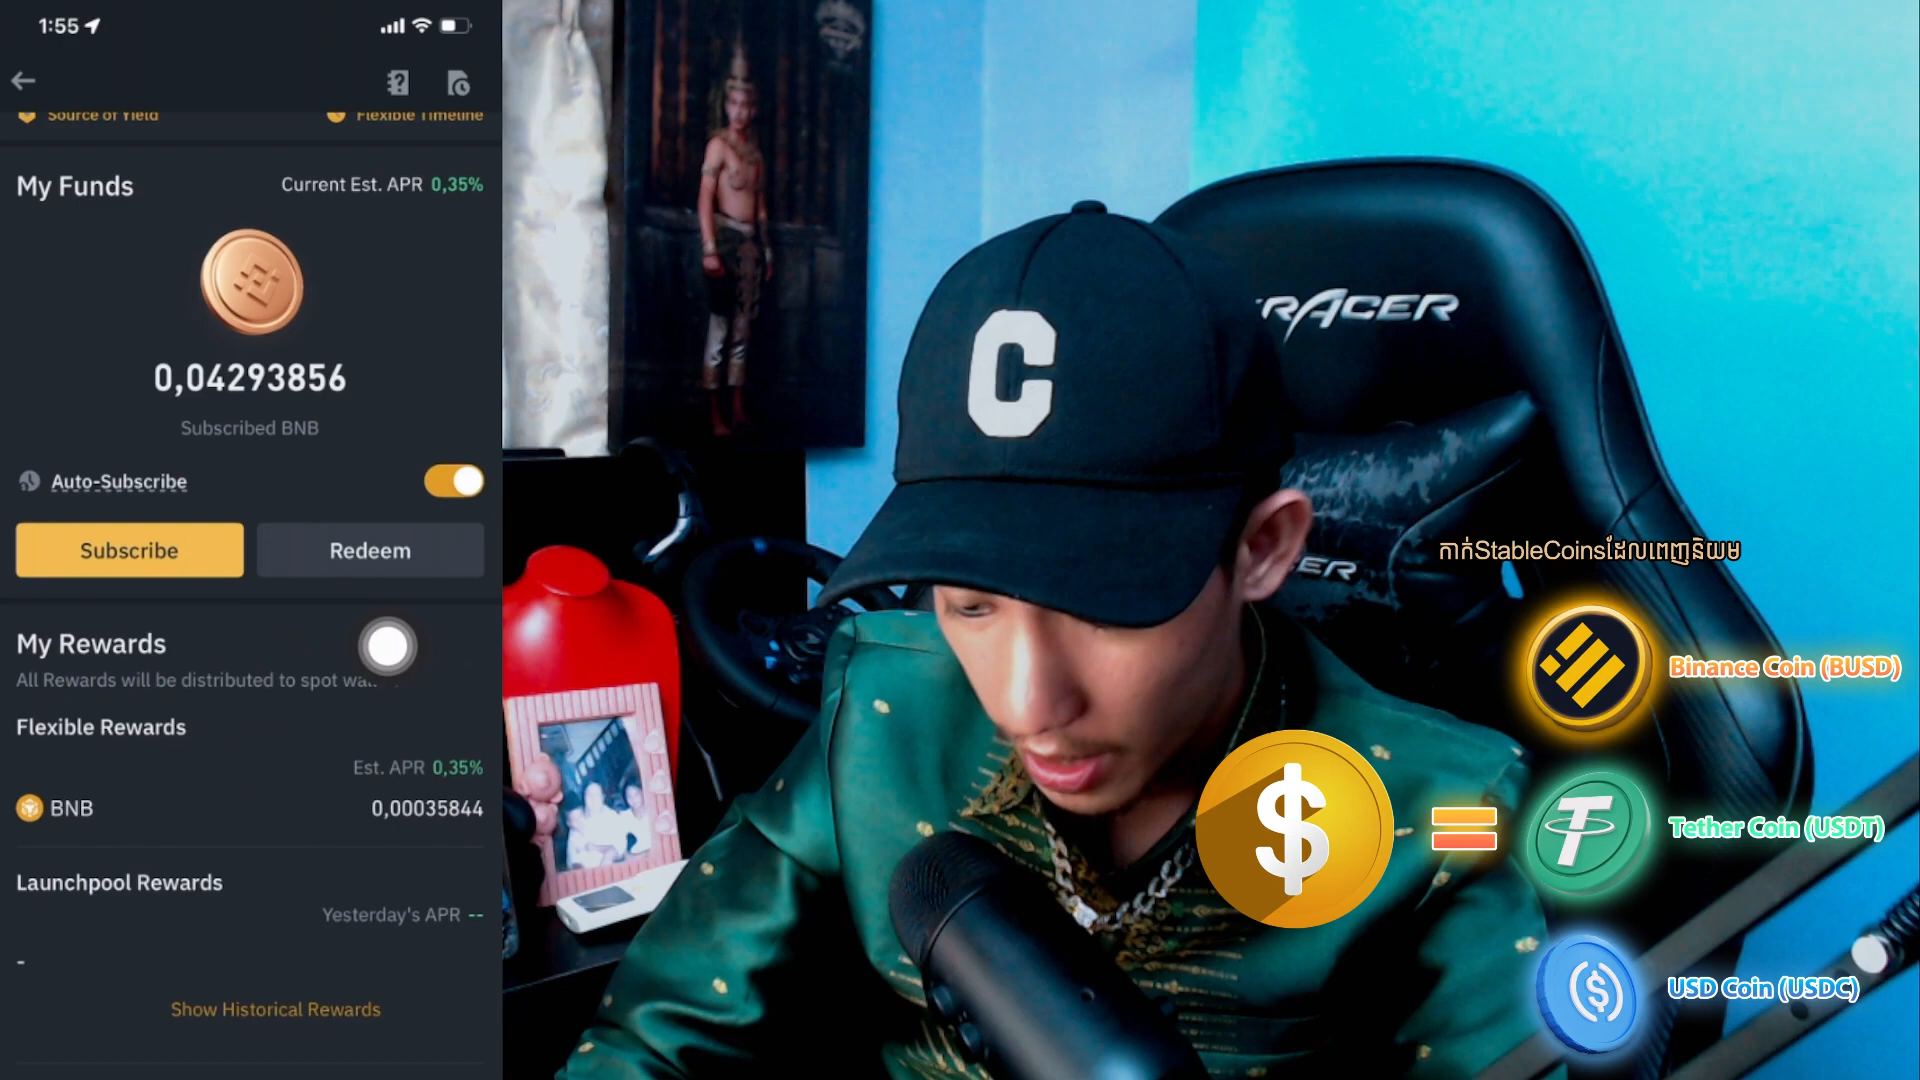 1:55
Source of Yield
Flexible Timeline
My Funds
Current Est. APR 0,35%
0,04293856
Subscribed BNB
Auto-Subscribe
Subscribe
Redeem
My Rewards
All Rewards will be distributed to spot wa...
Flexible Rewards
Est. APR 0,35%
BNB
0,00035844
Launchpool Rewards
Yesterday's APR --
-
Show Historical Rewards
C
TRACER
ER
កាក់StableCoinsដែលពេញនិយម
Binance Coin (BUSD)
$
=
Tether Coin (USDT)
USD Coin (USDC)